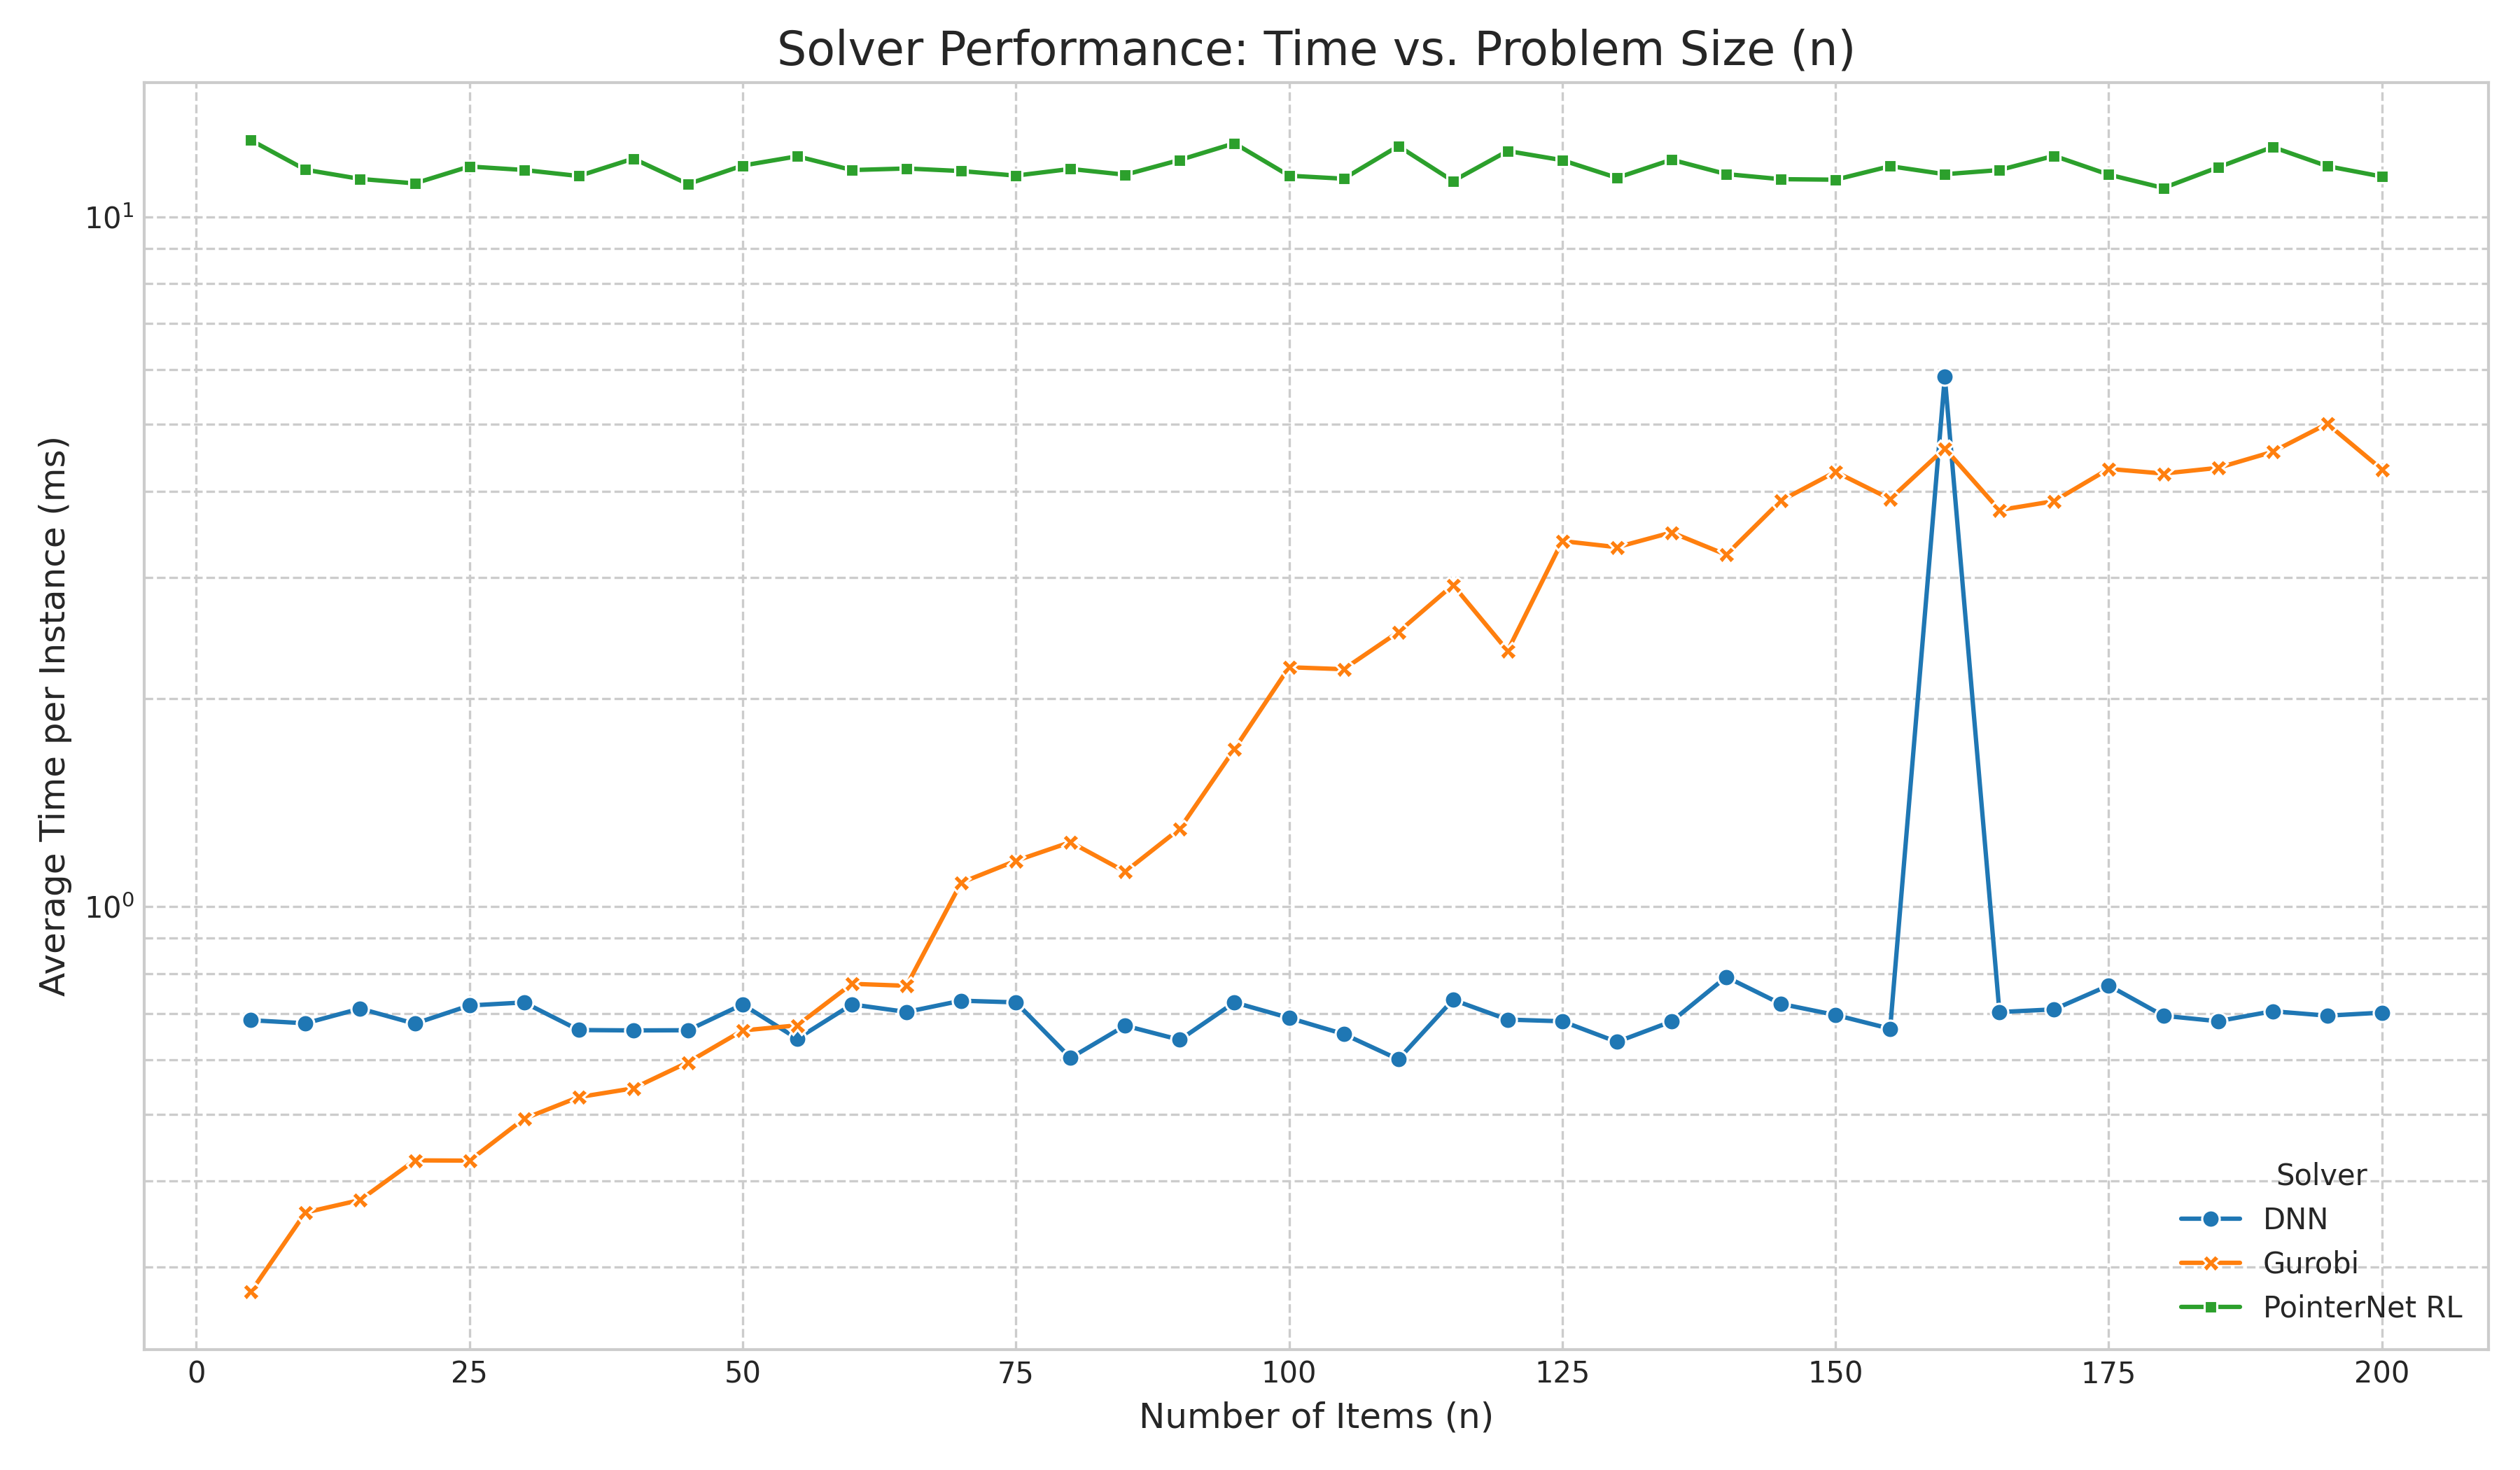 Solver Performance: Time vs. Problem Size (n)
Average Time per Instance (ms)
10¹
10⁰
0 25 50 75 100 125 150 175 200
Number of Items (n)
Solver
DNN
Gurobi
PointerNet RL